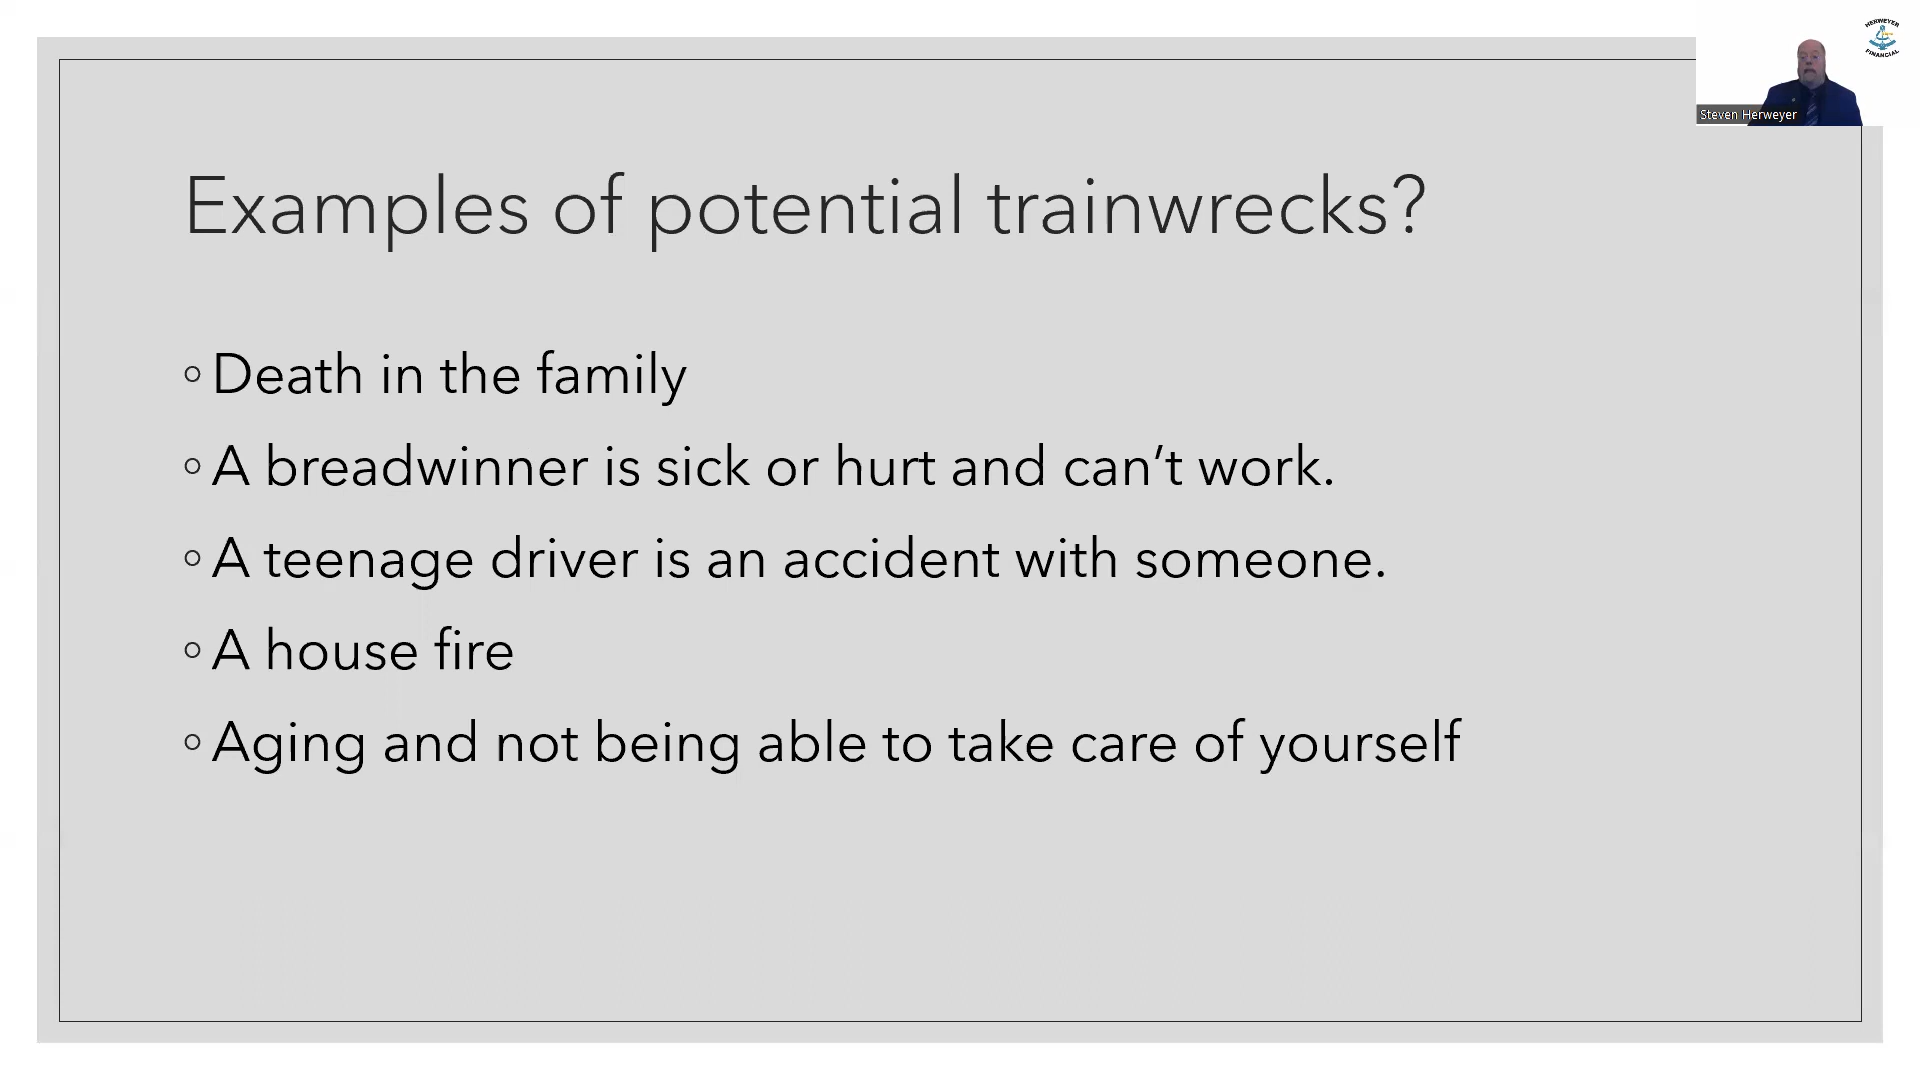 HERWEYER
FINANCIAL
Steven Herweyer
Examples of potential trainwrecks?
◦ Death in the family
◦ A breadwinner is sick or hurt and can’t work.
◦ A teenage driver is an accident with someone.
◦ A house fire
◦ Aging and not being able to take care of yourself